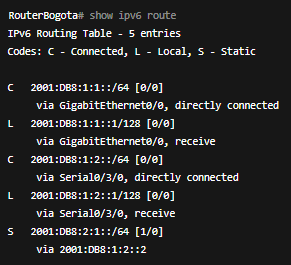 RouterBogota# show ipv6 route
IPv6 Routing Table - 5 entries
Codes: C - Connected, L - Local, S - Static
C 2001:DB8:1:1::/64 [0/0]
via GigabitEthernet0/0, directly connected
L 2001:DB8:1:1::1/128 [0/0]
via GigabitEthernet0/0, receive
C 2001:DB8:1:2::/64 [0/0]
via Serial0/3/0, directly connected
L 2001:DB8:1:2::1/128 [0/0]
via Serial0/3/0, receive
S 2001:DB8:2:1::/64 [1/0]
via 2001:DB8:1:2::2